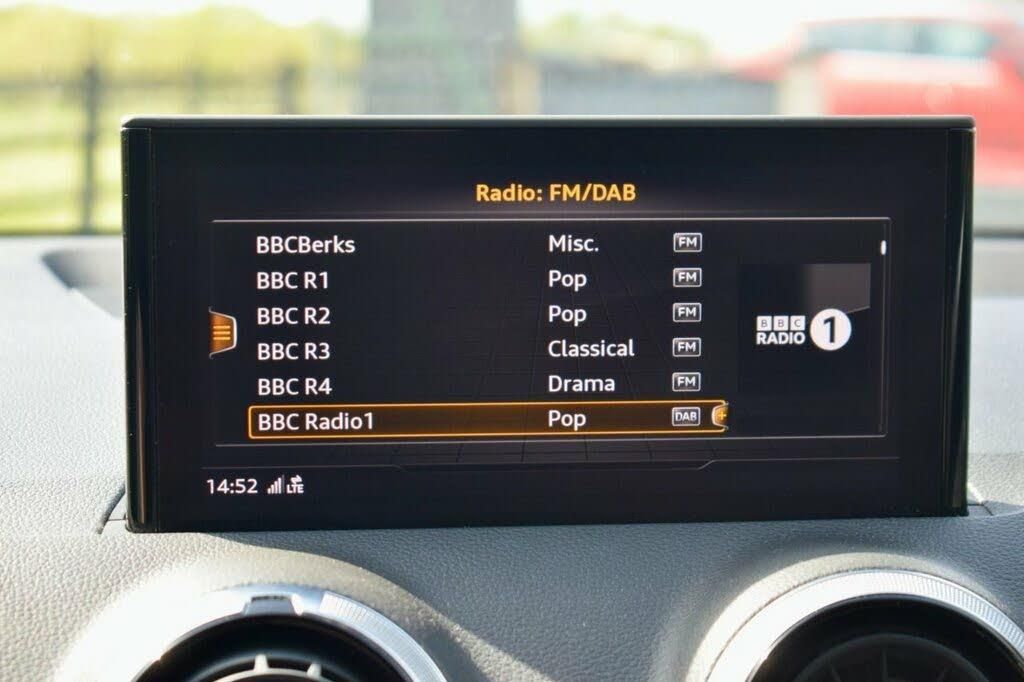 Radio: FM/DAB
BBCBerks Misc. FM
BBC R1 Pop FM
BBC R2 Pop FM
BBC R3 Classical FM
BBC R4 Drama FM
BBC Radio1 Pop DAB +
BBC
RADIO 1
14:52 LTE